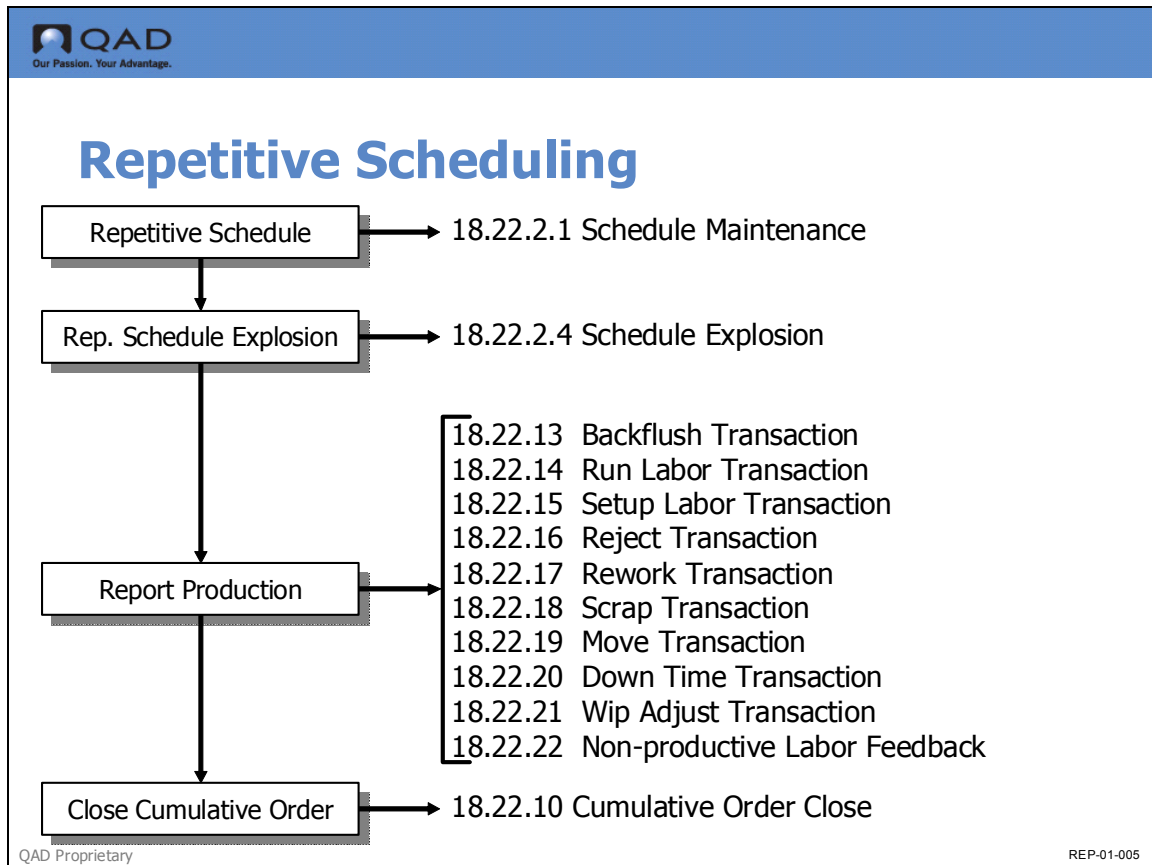 QAD
Our Passion. Your Advantage.
Repetitive Scheduling
Repetitive Schedule
18.22.2.1 Schedule Maintenance
Rep. Schedule Explosion
18.22.2.4 Schedule Explosion
18.22.13 Backflush Transaction
18.22.14 Run Labor Transaction
18.22.15 Setup Labor Transaction
18.22.16 Reject Transaction
18.22.17 Rework Transaction
Report Production
18.22.18 Scrap Transaction
18.22.19 Move Transaction
18.22.20 Down Time Transaction
18.22.21 Wip Adjust Transaction
18.22.22 Non-productive Labor Feedback
Close Cumulative Order
18.22.10 Cumulative Order Close
QAD Proprietary
REP-01-005